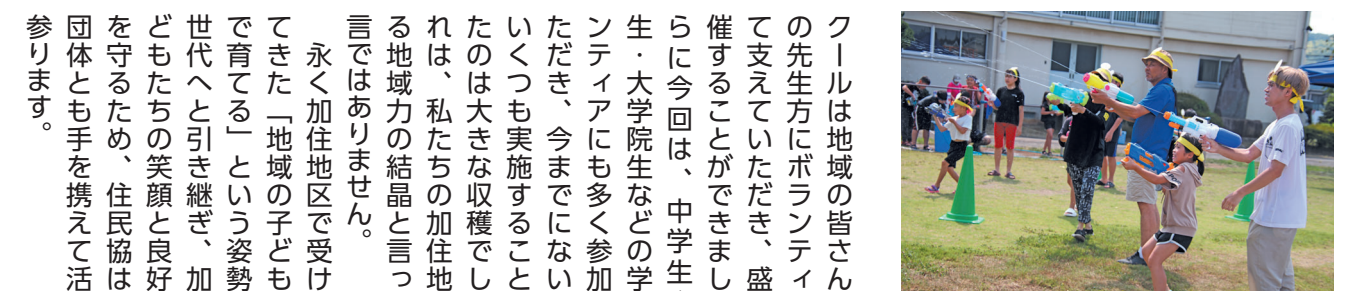 クールは地域の皆さん
の先生方にボランティ
て支えていただき、盛
催することができまし
らに今回は、中学生
生・大学院生などの学
ンティアにも多く参加
ただき、今までにない
いくつも実施すること
たのは大きな収穫でし
れは、私たちの加住地
る地域力の結晶と言っ
言ではありません。
永く加住地区で受け
てきた「地域の子ども
で育てる」という姿勢
世代へと引き継ぎ、加
どもたちの笑顔と良好
を守るため、住民協は
団体とも手を携えて活
参ります。